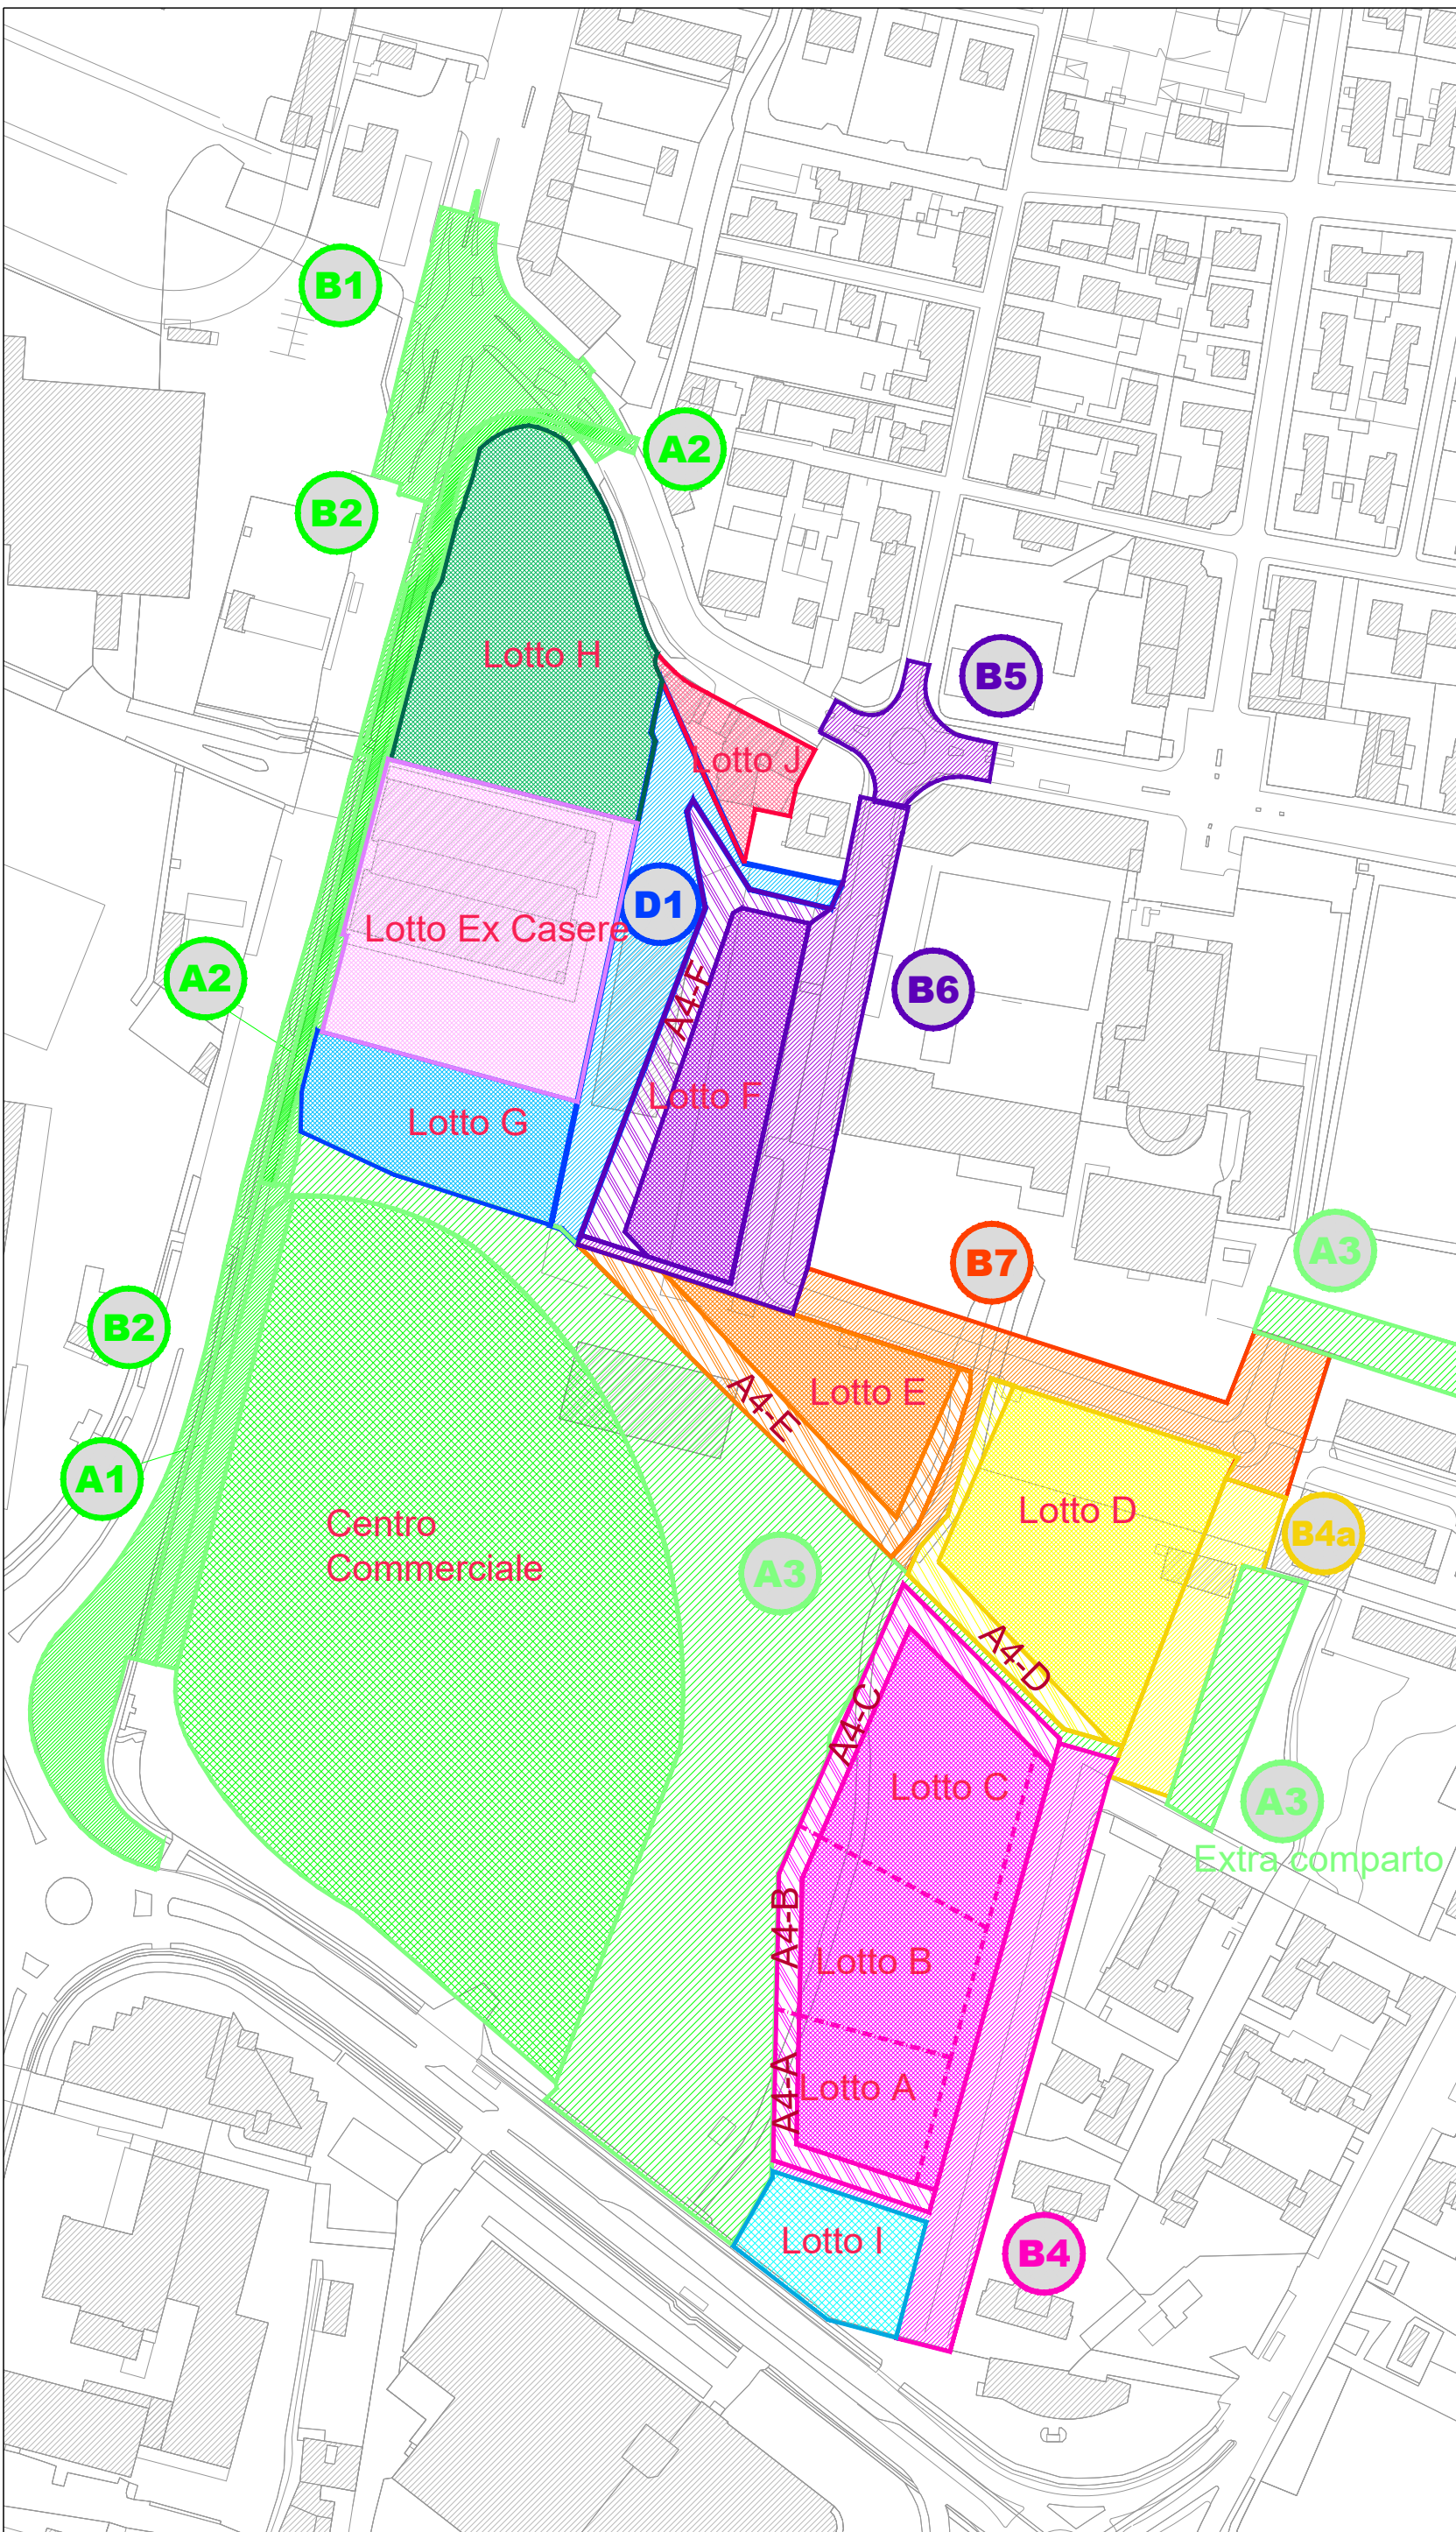 B1
A2
B2
Lotto H
B5
Lotto J
D1
Lotto Ex Casere
A2
B6
A4-F
Lotto F
Lotto G
B7
A3
B2
A4-E
Lotto E
A1
Lotto D
B4a
Centro
Commerciale
A3
A4-D
A4-C
Lotto C
A3
Extra comparto
A4-B
Lotto B
A4-A
Lotto A
Lotto I
B4